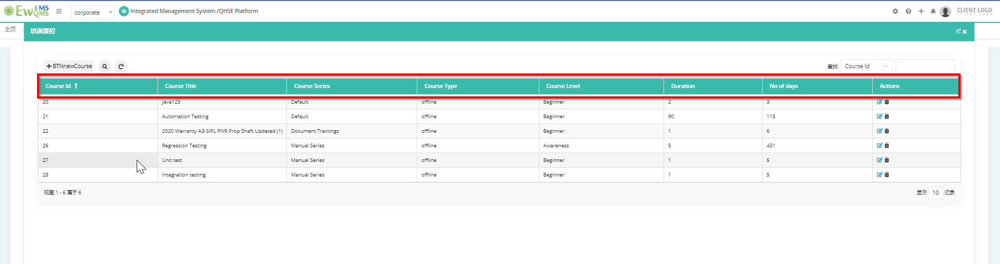 EwQMS IMS corporate Integrated Management System /QHSE Platform CLIENT LOGO
CLIENT LOGO
主页
培训课程
BTNnewCourse 查找 Course Id
Course Id Course Title Course Series Course Type Course Level Duration No of days Actions
20 Java123 Default offline Beginner 2 3
21 Automation Testing Default offline Beginner 90 115
22 2020 Warranty A3-SIPL PNR Prop Shaft Updated (1) Document Trainings offline Beginner 1 6
26 Regression Testing Manual Series offline Awareness 5 451
27 Unit test Manual Series offline Beginner 1 5
28 Integration testing Manual Series offline Beginner 1 5
视图 1 - 6 属于 6 显示 10 记录